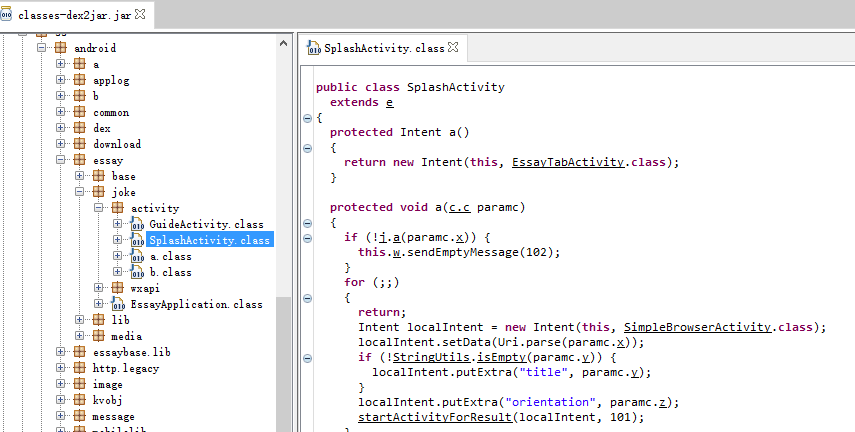 classes-dex2jar.jar
android
a
applog
b
common
dex
download
essay
base
joke
activity
GuideActivity.class
SplashActivity.class
a.class
b.class
wxapi
EssayApplication.class
lib
media
essaybase.lib
http.legacy
image
kvobj
message
SplashActivity.class
public class SplashActivity
extends e
{
protected Intent a()
{
return new Intent(this, EssayTabActivity.class);
}
protected void a(c.c paramc)
{
if (!j.a(paramc.x)) {
this.w.sendEmptyMessage(102);
}
for (;;)
{
return;
Intent localIntent = new Intent(this, SimpleBrowserActivity.class);
localIntent.setData(Uri.parse(paramc.x));
if (!StringUtils.isEmpty(paramc.y)) {
localIntent.putExtra("title", paramc.y);
}
localIntent.putExtra("orientation", paramc.z);
startActivityForResult(localIntent, 101);